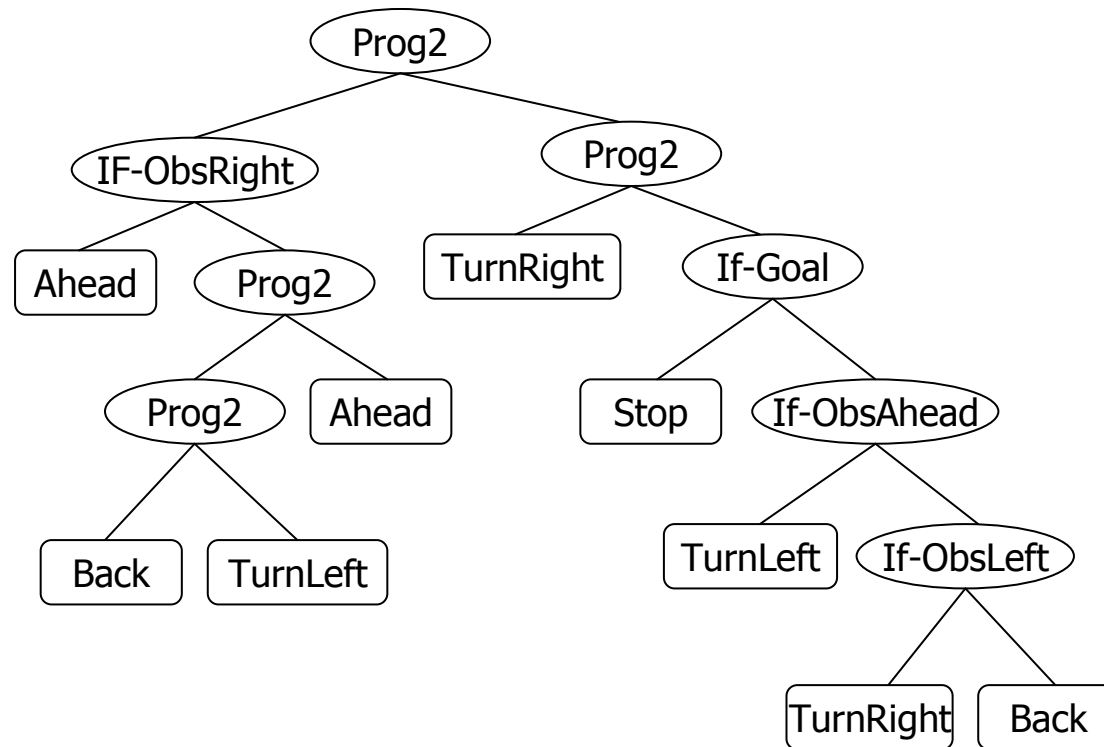 Prog2
IF-ObsRight
Prog2
Ahead
Prog2
TurnRight
If-Goal
Prog2
Ahead
Stop
If-ObsAhead
Back
TurnLeft
TurnLeft
If-ObsLeft
TurnRight
Back